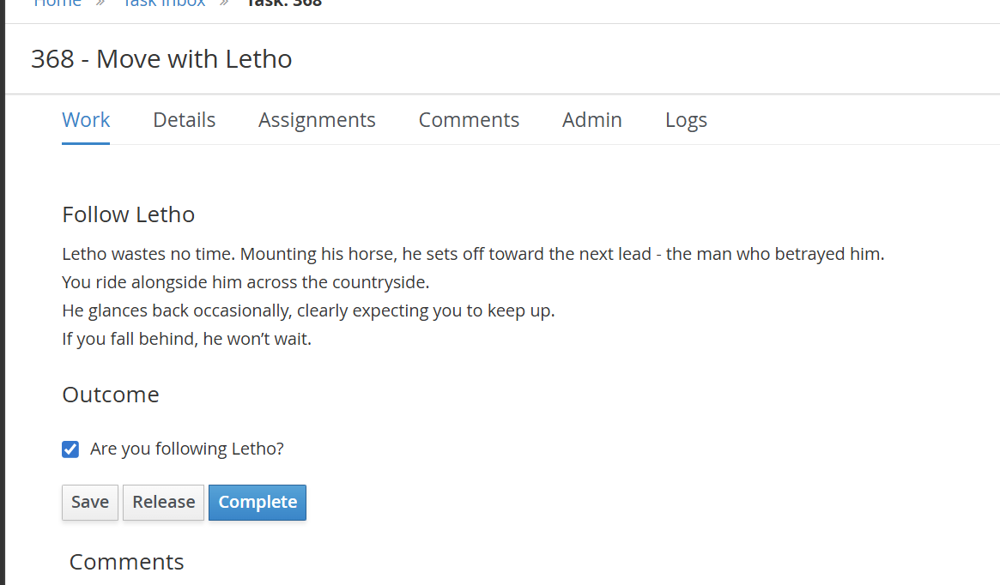 Home » Task Inbox » Task: 368
368 - Move with Letho
Work Details Assignments Comments Admin Logs
Follow Letho
Letho wastes no time. Mounting his horse, he sets off toward the next lead - the man who betrayed him.
You ride alongside him across the countryside.
He glances back occasionally, clearly expecting you to keep up.
If you fall behind, he won’t wait.
Outcome
Are you following Letho?
Save Release Complete
Comments